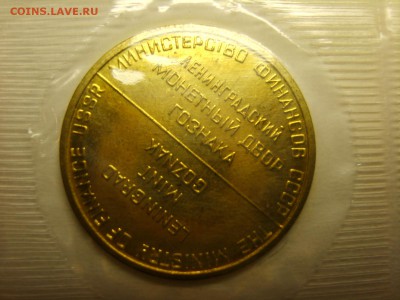 COINS.LAVE.RU
МИНИСТЕРСТВО ФИНАНСОВ СССР
ЛЕНИНГРАДСКИЙ
МОНЕТНЫЙ ДВОР
ГОЗНАКА
THE MINISTRY OF FINANCE USSR
LENINGRAD
MINT
GOZNAK